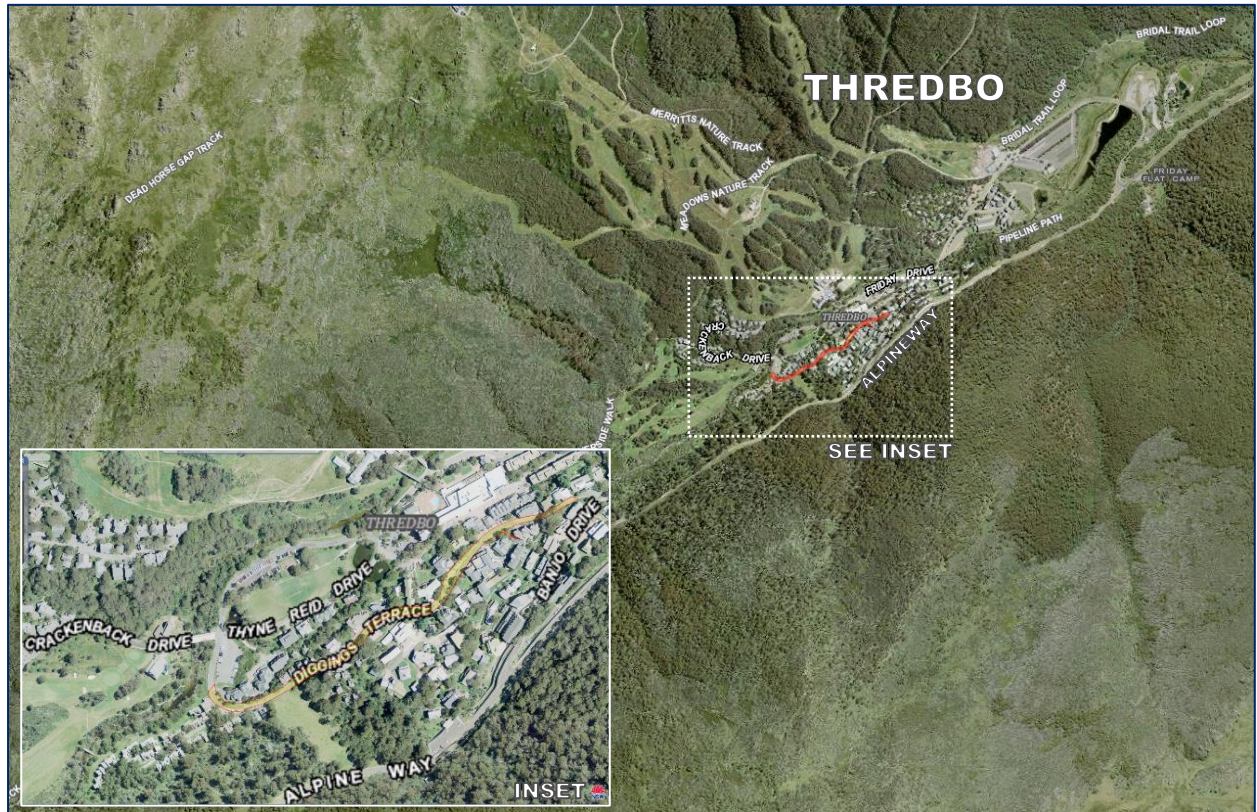 BRIDAL TRAIL LOOP
THREDBO
BRIDAL TRAIL LOOP
MERRITTS NATURE TRACK
DEAD HORSE GAP TRACK
MEADOWS NATURE TRACK
FRIDAY
FLAT CAMP
PIPELINE PATH
FRIDAY DRIVE
THREDBO
CRACKENBACK DRIVE
ALPINE WAY
SIDE WALK
SEE INSET
THREDBO
BANJO DRIVE
THYNE REID DRIVE
CRACKENBACK DRIVE
DIGGINGS TERRACE
ALPINE WAY
INSET